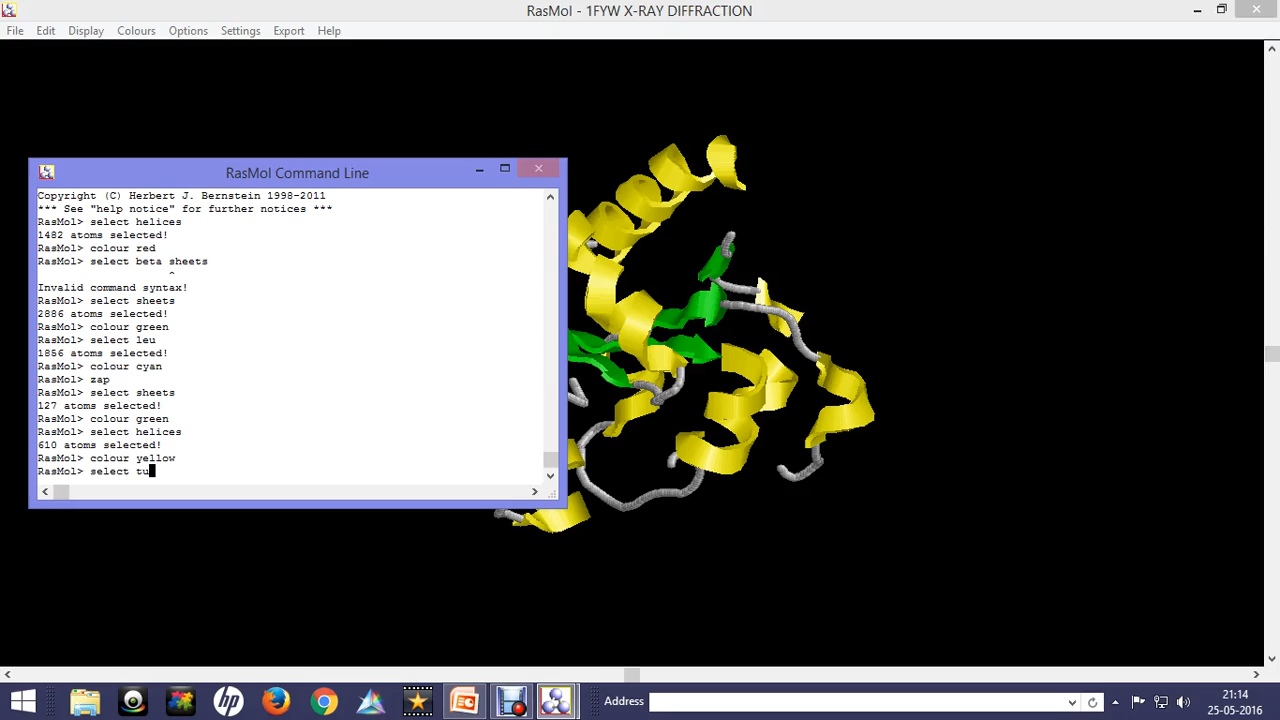 RasMol - 1FYW X-RAY DIFFRACTION
File Edit Display Colours Options Settings Export Help
RasMol Command Line
Copyright (C) Herbert J. Bernstein 1998-2011
*** See "help notice" for further notices ***
RasMol> select helices
1482 atoms selected!
RasMol> colour red
RasMol> select beta sheets
^
Invalid command syntax!
RasMol> select sheets
2886 atoms selected!
RasMol> colour green
RasMol> select leu
1856 atoms selected!
RasMol> colour cyan
RasMol> zap
RasMol> select sheets
127 atoms selected!
RasMol> colour green
RasMol> select helices
610 atoms selected!
RasMol> colour yellow
RasMol> select tu
hp
Address
21:14
25-05-2016